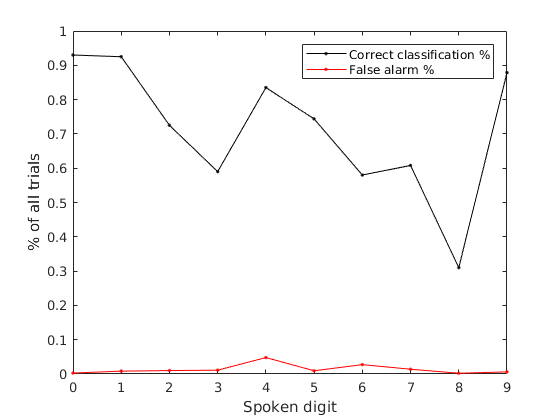 Correct classification %
False alarm %
1
0.9
0.8
0.7
0.6
0.5
0.4
0.3
0.2
0.1
0
% of all trials
0 1 2 3 4 5 6 7 8 9
Spoken digit